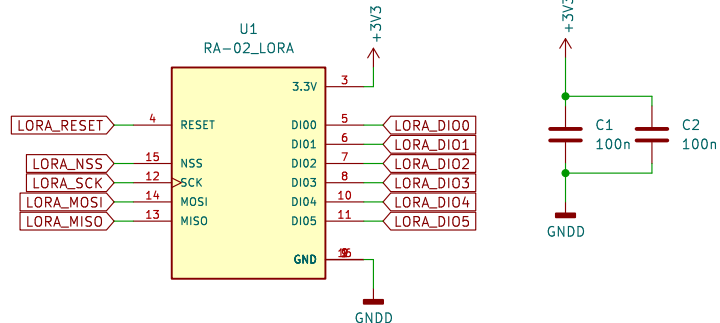 U1
RA-02_LORA
+3V3
+3V3
3.3V 3
LORA_RESET 4 RESET DIO0 5 LORA_DIO0
DIO1 6 LORA_DIO1
LORA_NSS 15 NSS DIO2 7 LORA_DIO2
LORA_SCK 12 SCK DIO3 8 LORA_DIO3
LORA_MOSI 14 MOSI DIO4 10 LORA_DIO4
LORA_MISO 13 MISO DIO5 11 LORA_DIO5
GND
GNDD
C1
100n
C2
100n
GNDD